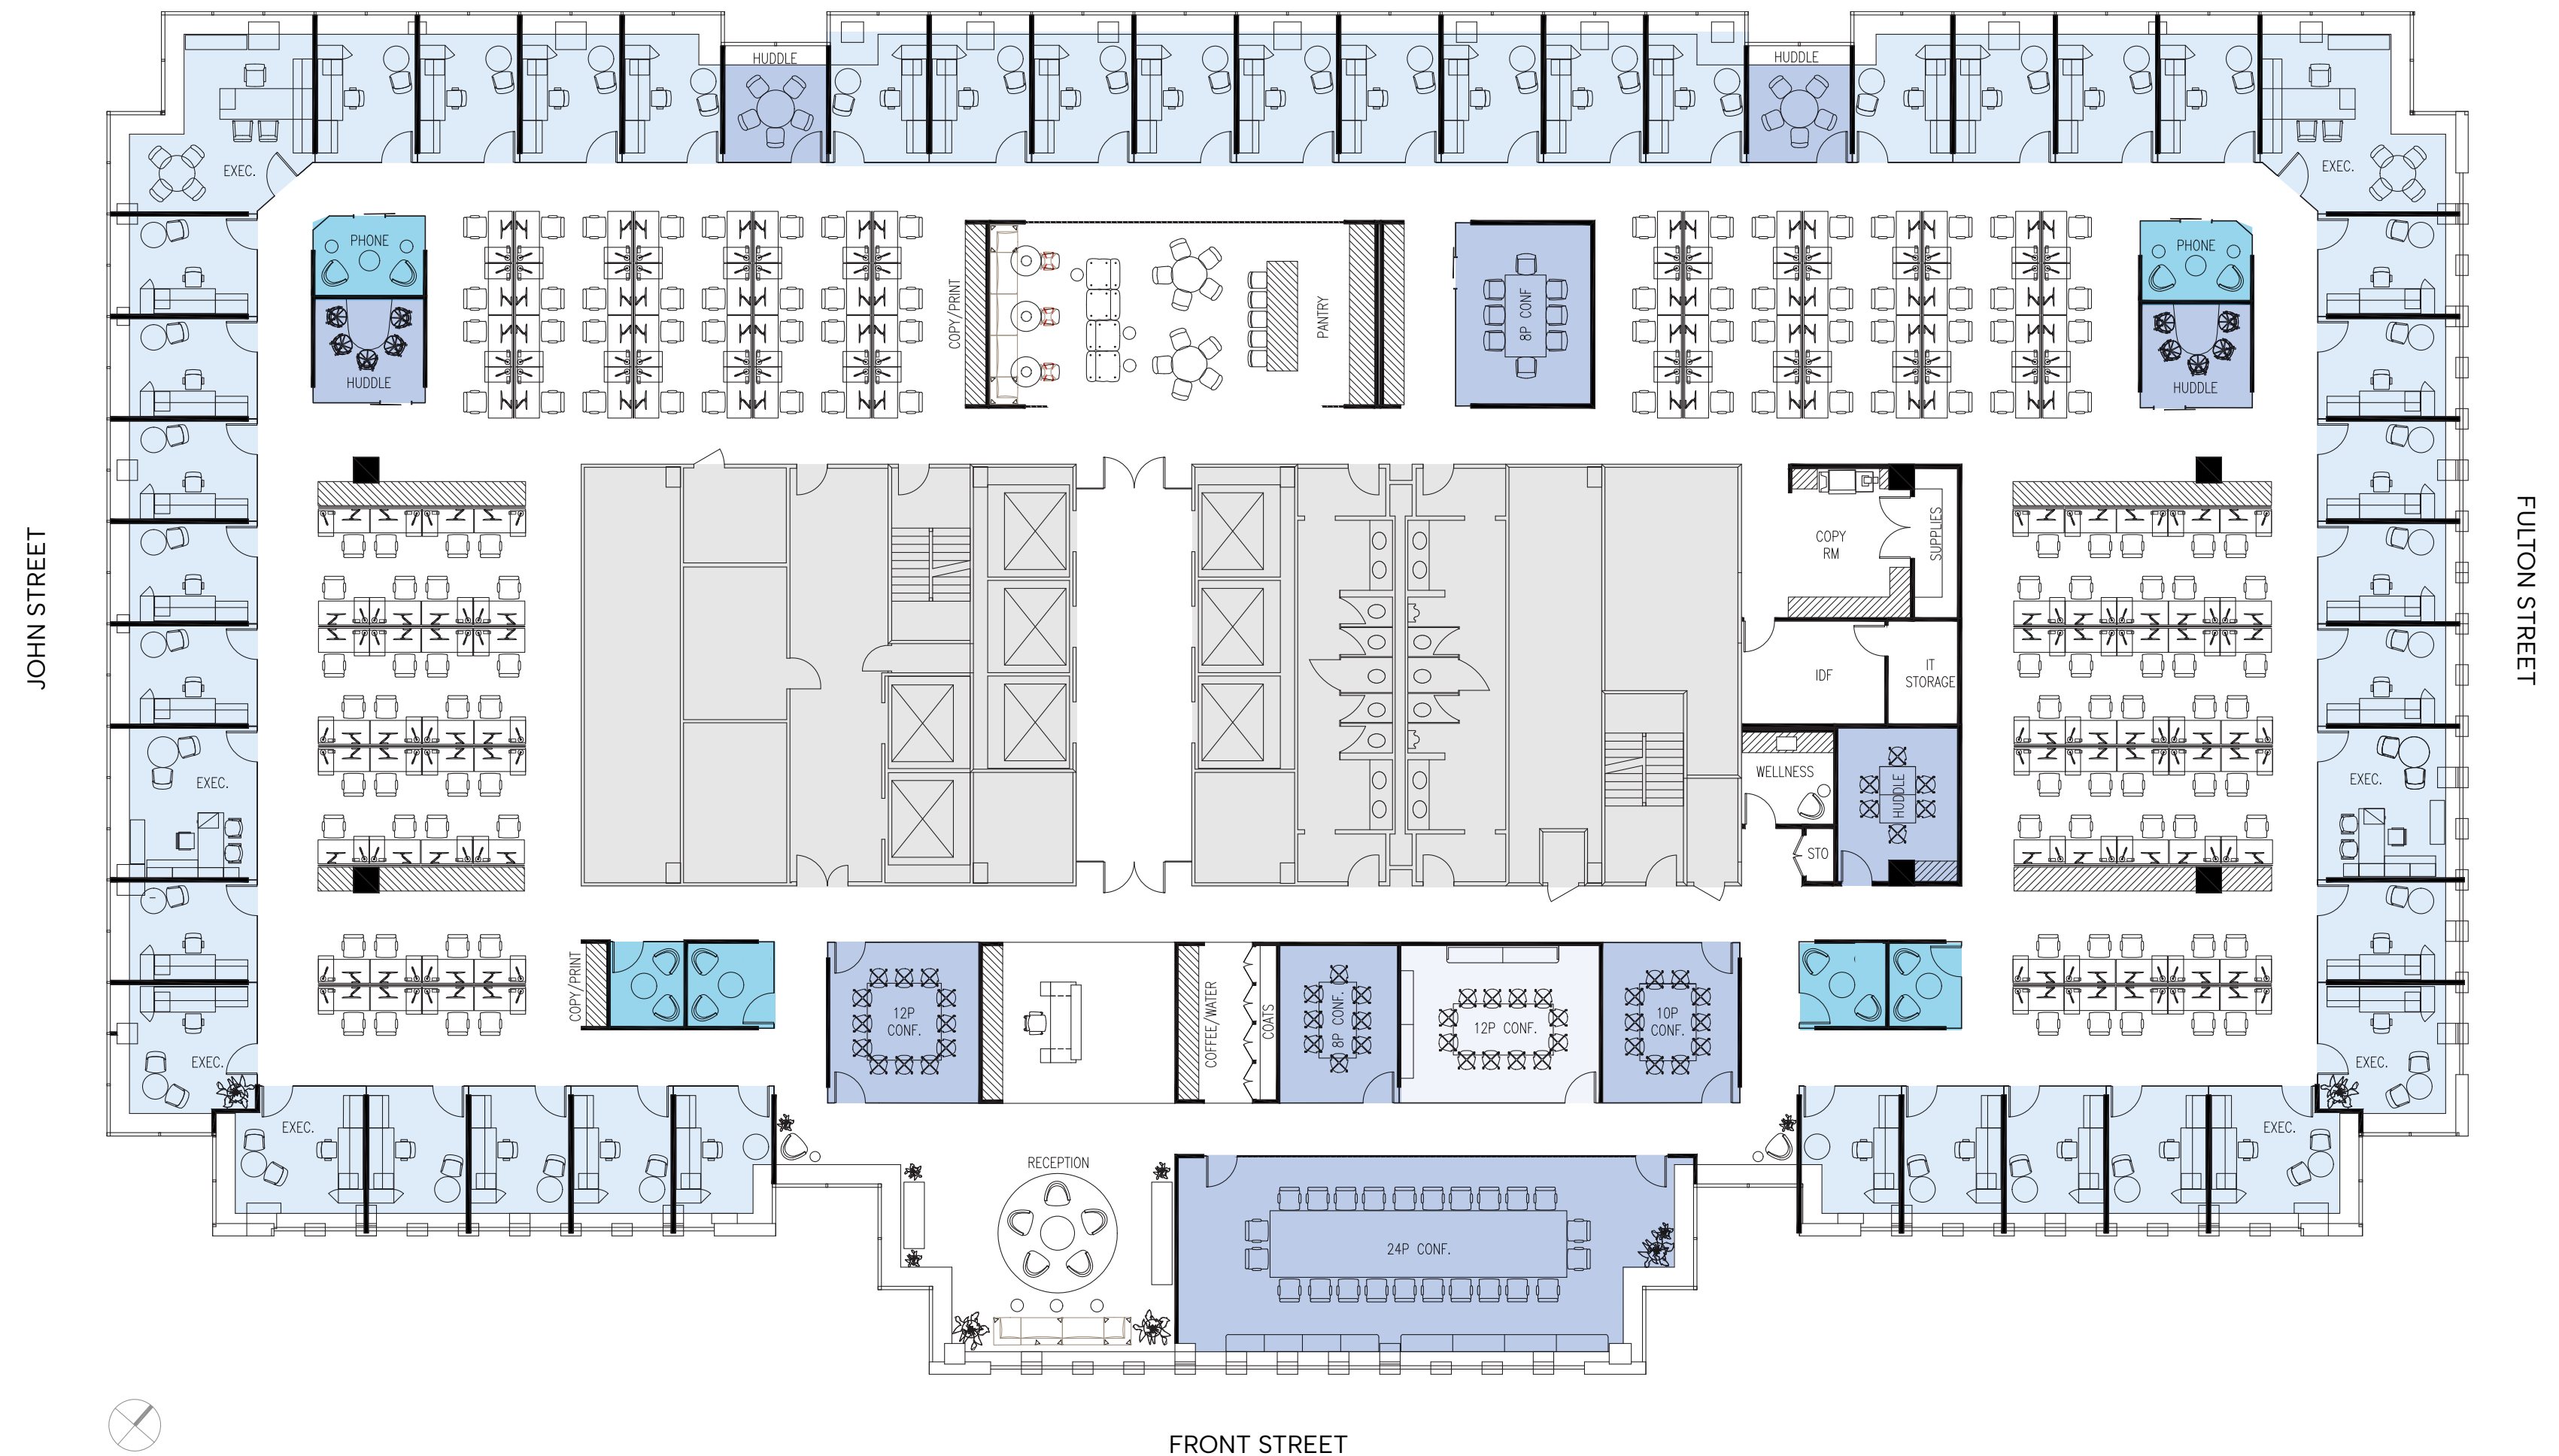 HUDDLE
HUDDLE
EXEC.
EXEC.
PHONE
PHONE
COPY/PRINT
PANTRY
8P CONF
HUDDLE
HUDDLE
JOHN STREET
FULTON STREET
COPY
RM
SUPPLIES
IDF
IT
STORAGE
EXEC.
WELLNESS
HUDDLE
EXEC.
STO
COPY/PRINT
12P
CONF.
COFFEE/WATER
COATS
8P CONF.
12P CONF.
10P
CONF.
EXEC.
EXEC.
EXEC.
EXEC.
RECEPTION
24P CONF.
FRONT STREET